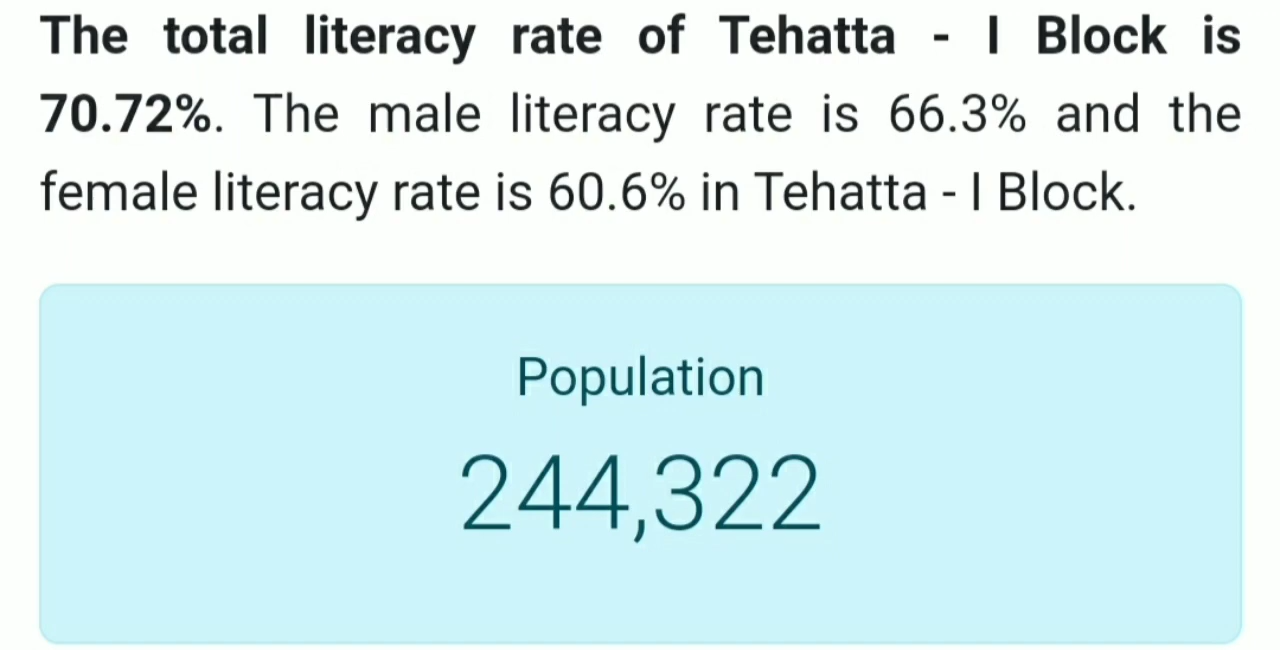 The total literacy rate of Tehatta - I Block is
70.72%. The male literacy rate is 66.3% and the
female literacy rate is 60.6% in Tehatta - I Block.
Population
244,322